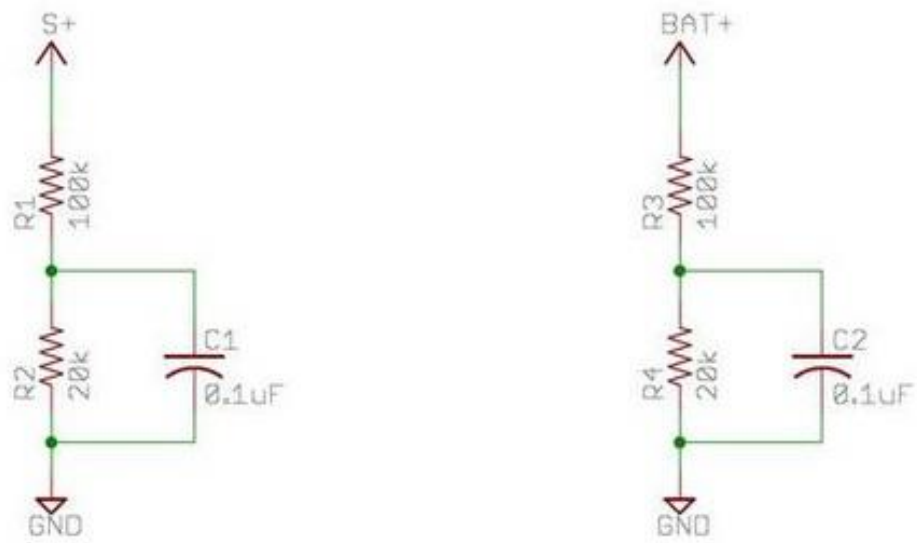 S+
R1
100k
R2
20k
C1
0.1uF
GND
BAT+
R3
100k
R4
20k
C2
0.1uF
GND